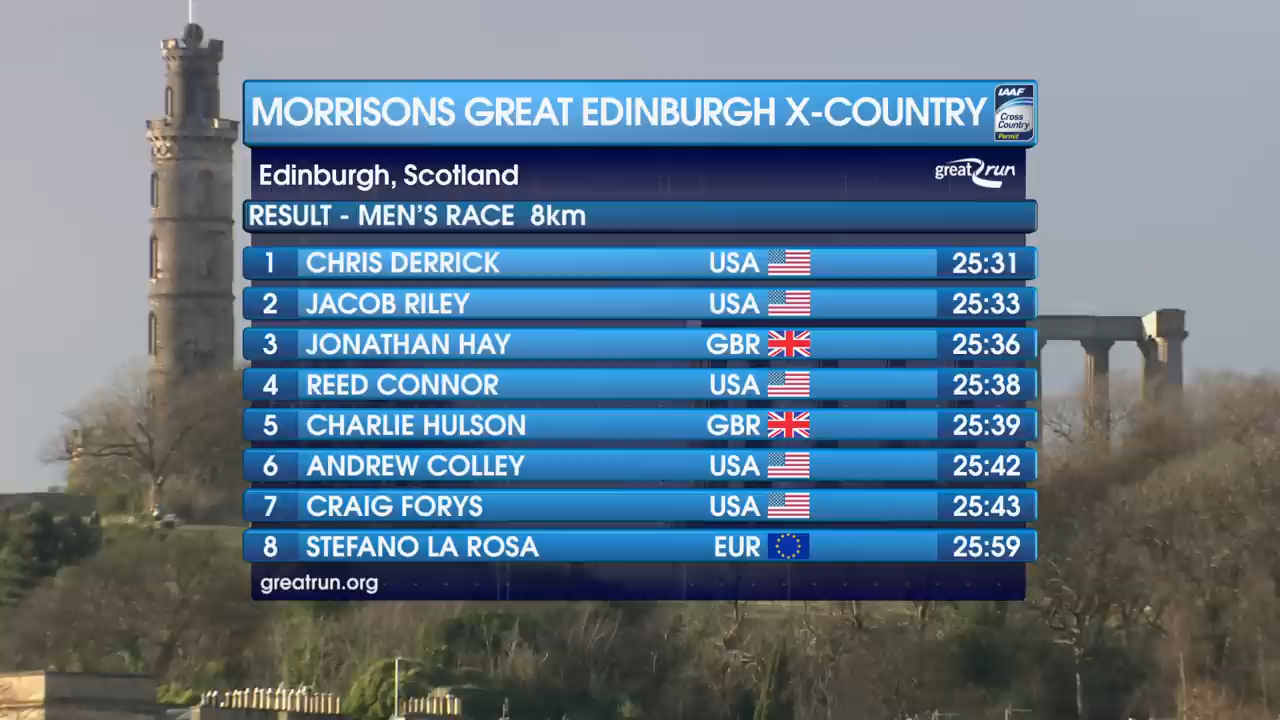 MORRISONS GREAT EDINBURGH X-COUNTRY
IAAF
Cross
Country
Permit
Edinburgh, Scotland
great run
RESULT - MEN'S RACE 8km
1 CHRIS DERRICK USA 25:31
2 JACOB RILEY USA 25:33
3 JONATHAN HAY GBR 25:36
4 REED CONNOR USA 25:38
5 CHARLIE HULSON GBR 25:39
6 ANDREW COLLEY USA 25:42
7 CRAIG FORYS USA 25:43
8 STEFANO LA ROSA EUR 25:59
greatrun.org